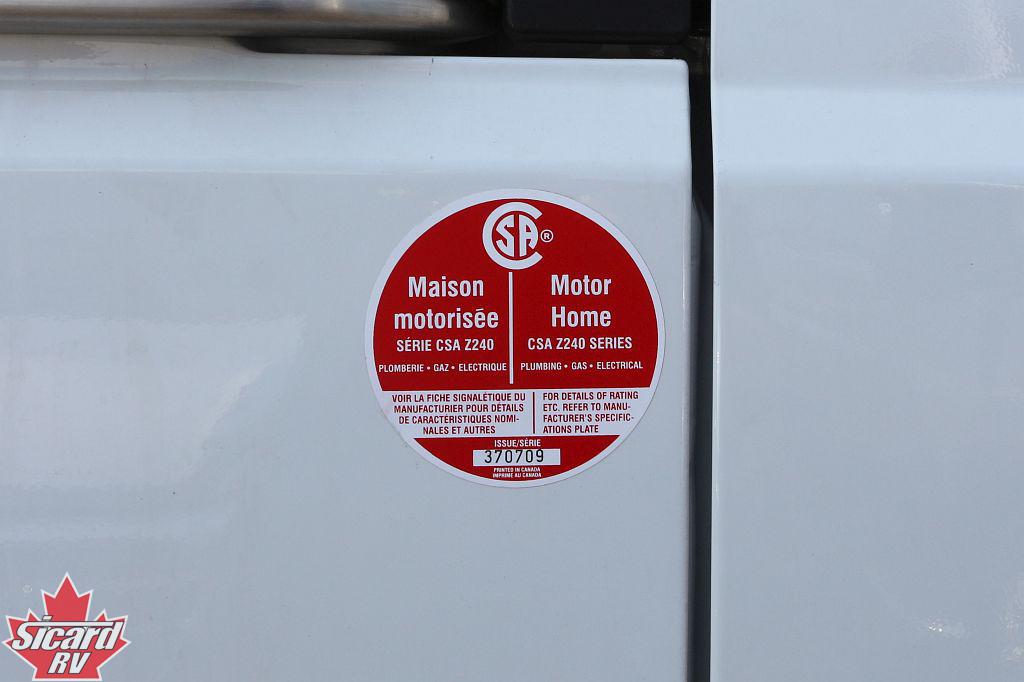 CSA®
Maison
motorisée
SÉRIE CSA Z240
PLOMBERIE • GAZ • ELECTRIQUE
Motor
Home
CSA Z240 SERIES
PLUMBING • GAS • ELECTRICAL
VOIR LA FICHE SIGNALÉTIQUE DU
MANUFACTURIER POUR DÉTAILS
DE CARACTÉRISTIQUES NOMI-
NALES ET AUTRES
FOR DETAILS OF RATING
ETC. REFER TO MANU-
FACTURER'S SPECIFIC-
ATIONS PLATE
ISSUE/SÉRIE
370709
PRINTED IN CANADA
IMPRIMÉ AU CANADA
Sicard
RV